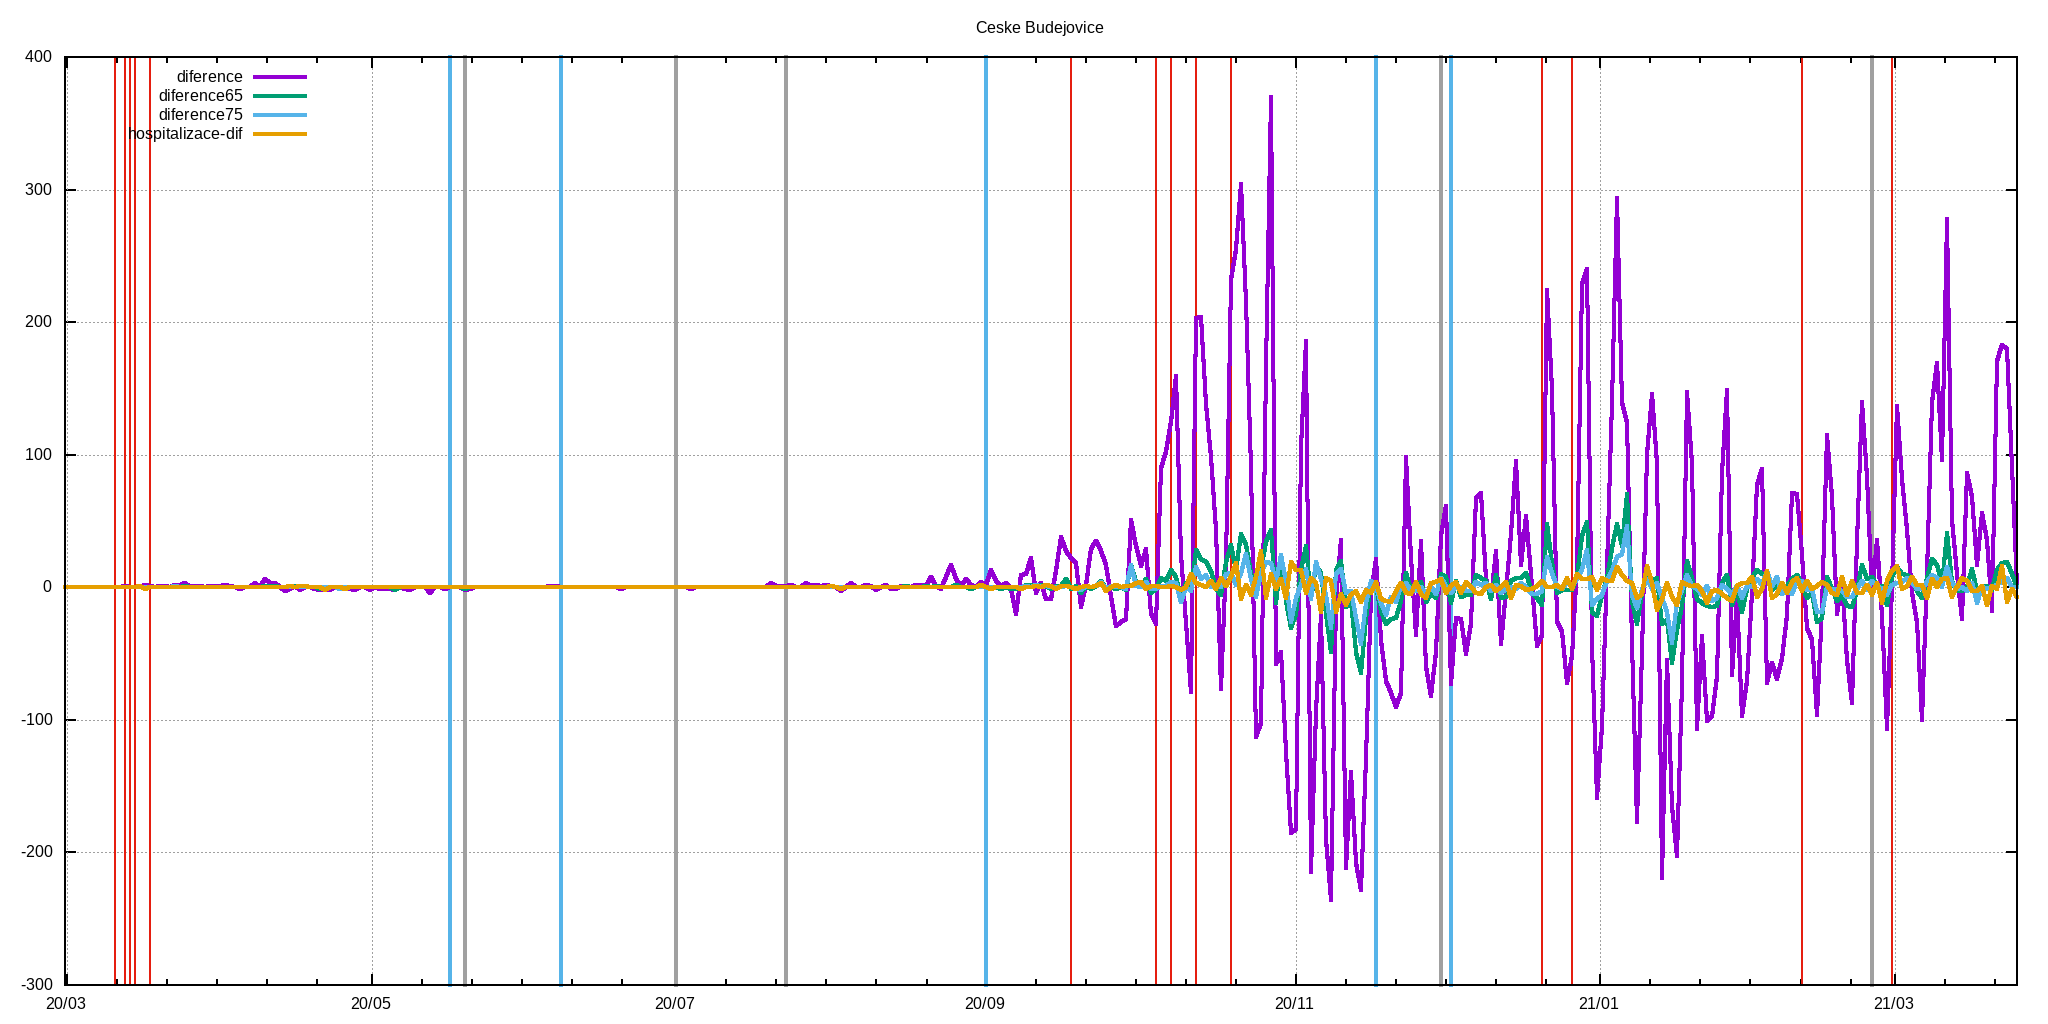 Ceske Budejovice
400
diference
diference65
diference75
hospitalizace-dif
300
200
100
0
-100
-200
-300
20/03 20/05 20/07 20/09 20/11 21/01 21/03